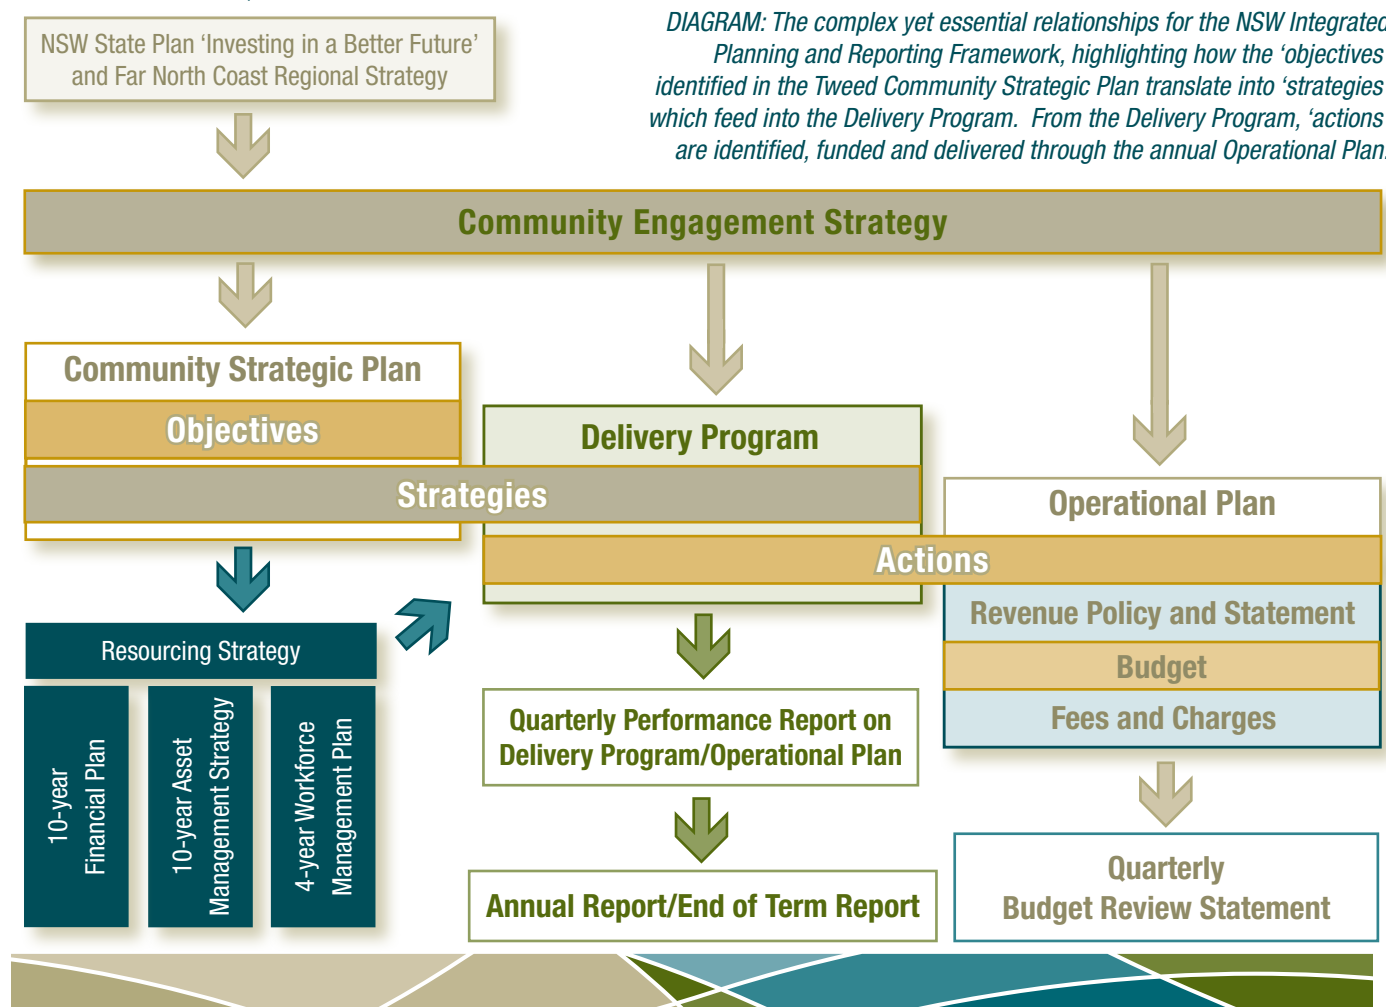 NSW State Plan ‘Investing in a Better Future’
and Far North Coast Regional Strategy
DIAGRAM: The complex yet essential relationships for the NSW Integrated
Planning and Reporting Framework, highlighting how the ‘objectives
identified in the Tweed Community Strategic Plan translate into ‘strategies
which feed into the Delivery Program. From the Delivery Program, ‘actions
are identified, funded and delivered through the annual Operational Plan.
Community Engagement Strategy
Community Strategic Plan
Objectives
Delivery Program
Strategies
Operational Plan
Actions
Revenue Policy and Statement
Budget
Fees and Charges
Resourcing Strategy
10-year
Financial Plan
10-year Asset
Management Strategy
4-year Workforce
Management Plan
Quarterly Performance Report on
Delivery Program/Operational Plan
Annual Report/End of Term Report
Quarterly
Budget Review Statement